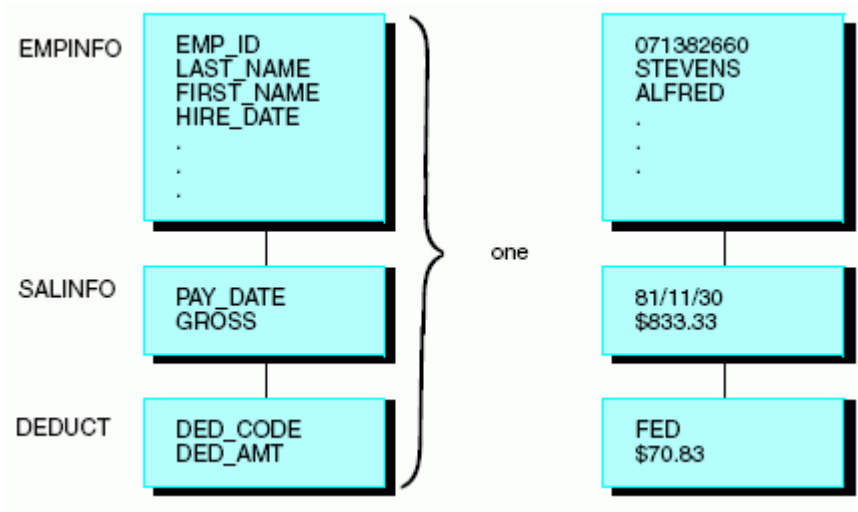 EMPINFO
EMP_ID
LAST_NAME
FIRST_NAME
HIRE_DATE
.
.
.
071382660
STEVENS
ALFRED
.
.
.
one
SALINFO
PAY_DATE
GROSS
81/11/30
$833.33
DEDUCT
DED_CODE
DED_AMT
FED
$70.83